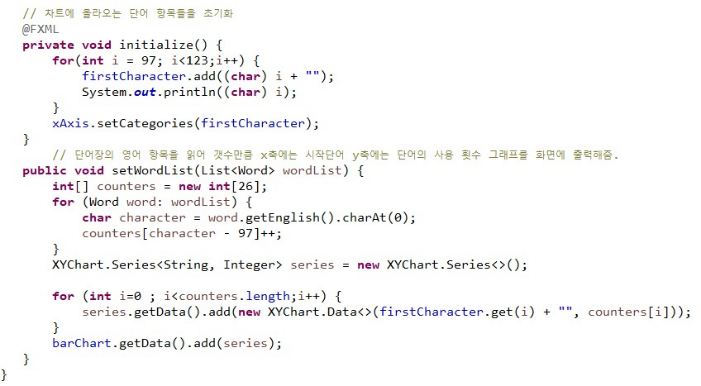 // 차트에 올라오는 단어 항목들을 초기화
@FXML
private void initialize() {
for(int i = 97; i<123;i++) {
firstCharacter.add((char) i + "");
System.out.println((char) i);
}
xAxis.setCategories(firstCharacter);
}
// 단어장의 영어 항목을 읽어 갯수만큼 x축에는 시작단어 y축에는 단어의 사용 횟수 그래프를 화면에 출력해줌.
public void setWordList(List<Word> wordList) {
int[] counters = new int[26];
for (Word word: wordList) {
char character = word.getEnglish().charAt(0);
counters[character - 97]++;
}
XYChart.Series<String, Integer> series = new XYChart.Series<>();
for (int i=0 ; i<counters.length;i++) {
series.getData().add(new XYChart.Data<>(firstCharacter.get(i) + "", counters[i]));
}
barChart.getData().add(series);
}
}